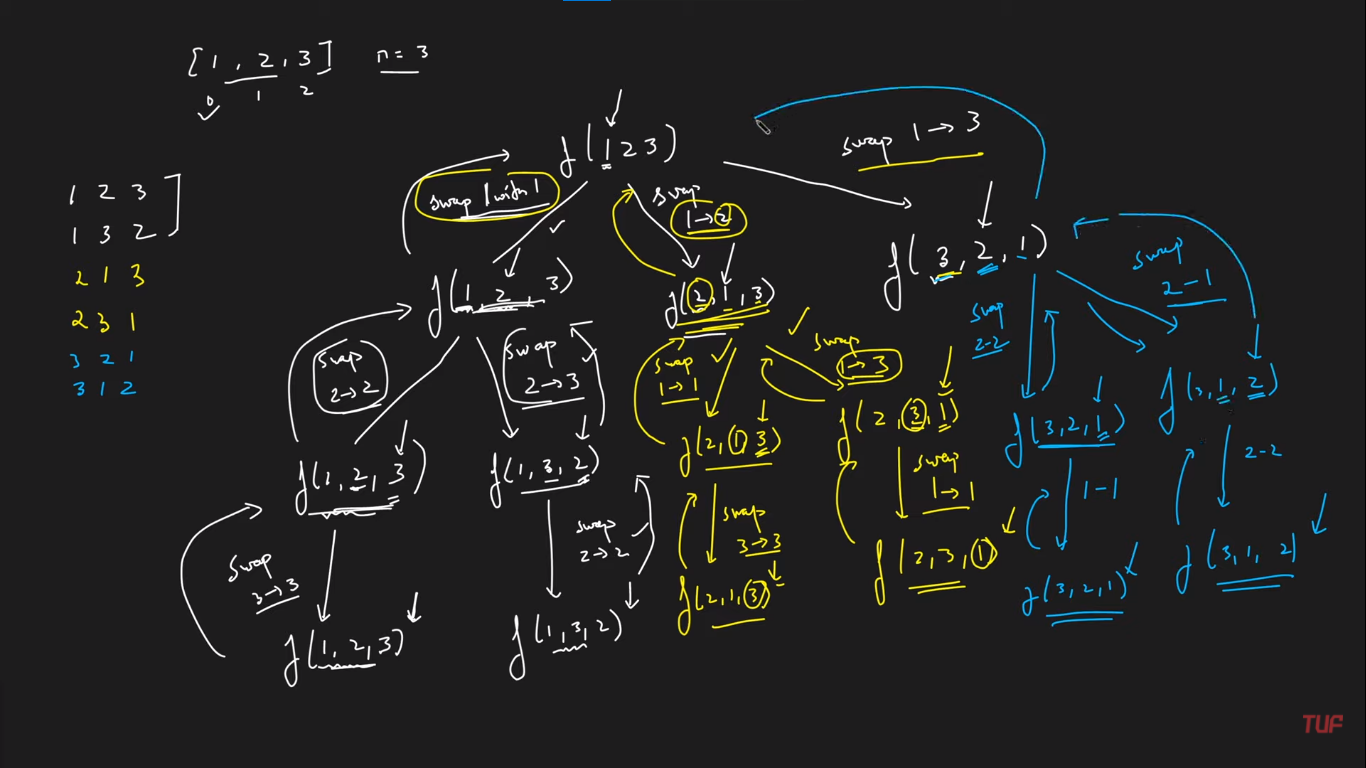 [1, 2, 3] n = 3
0 1 2
swap 1 → 3
f(1 2 3)
swap 1 with 1
swap
1 → 2
1 2 3
1 3 2
2 1 3
2 3 1
3 2 1
3 1 2
f(1, 2, 3)
f(2, 1, 3)
f(3, 2, 1)
swap
2 - 1
swap
2 → 2
swap
2 → 3
swap
1 → 1
swap
1 → 3
swap
2-2
f(1, 2, 3)
f(1, 3, 2)
f(2, 1, 3)
f(2, 3, 1)
f(3, 2, 1)
f(3, 1, 2)
swap
3 → 3
swap
2 → 2
swap
3 → 3
swap
1 → 1
1 - 1
2 - 2
f(1, 2, 3)
f(1, 3, 2)
f(2, 1, 3)
f(2, 3, 1)
f(3, 2, 1)
f(3, 1, 2)
TUF